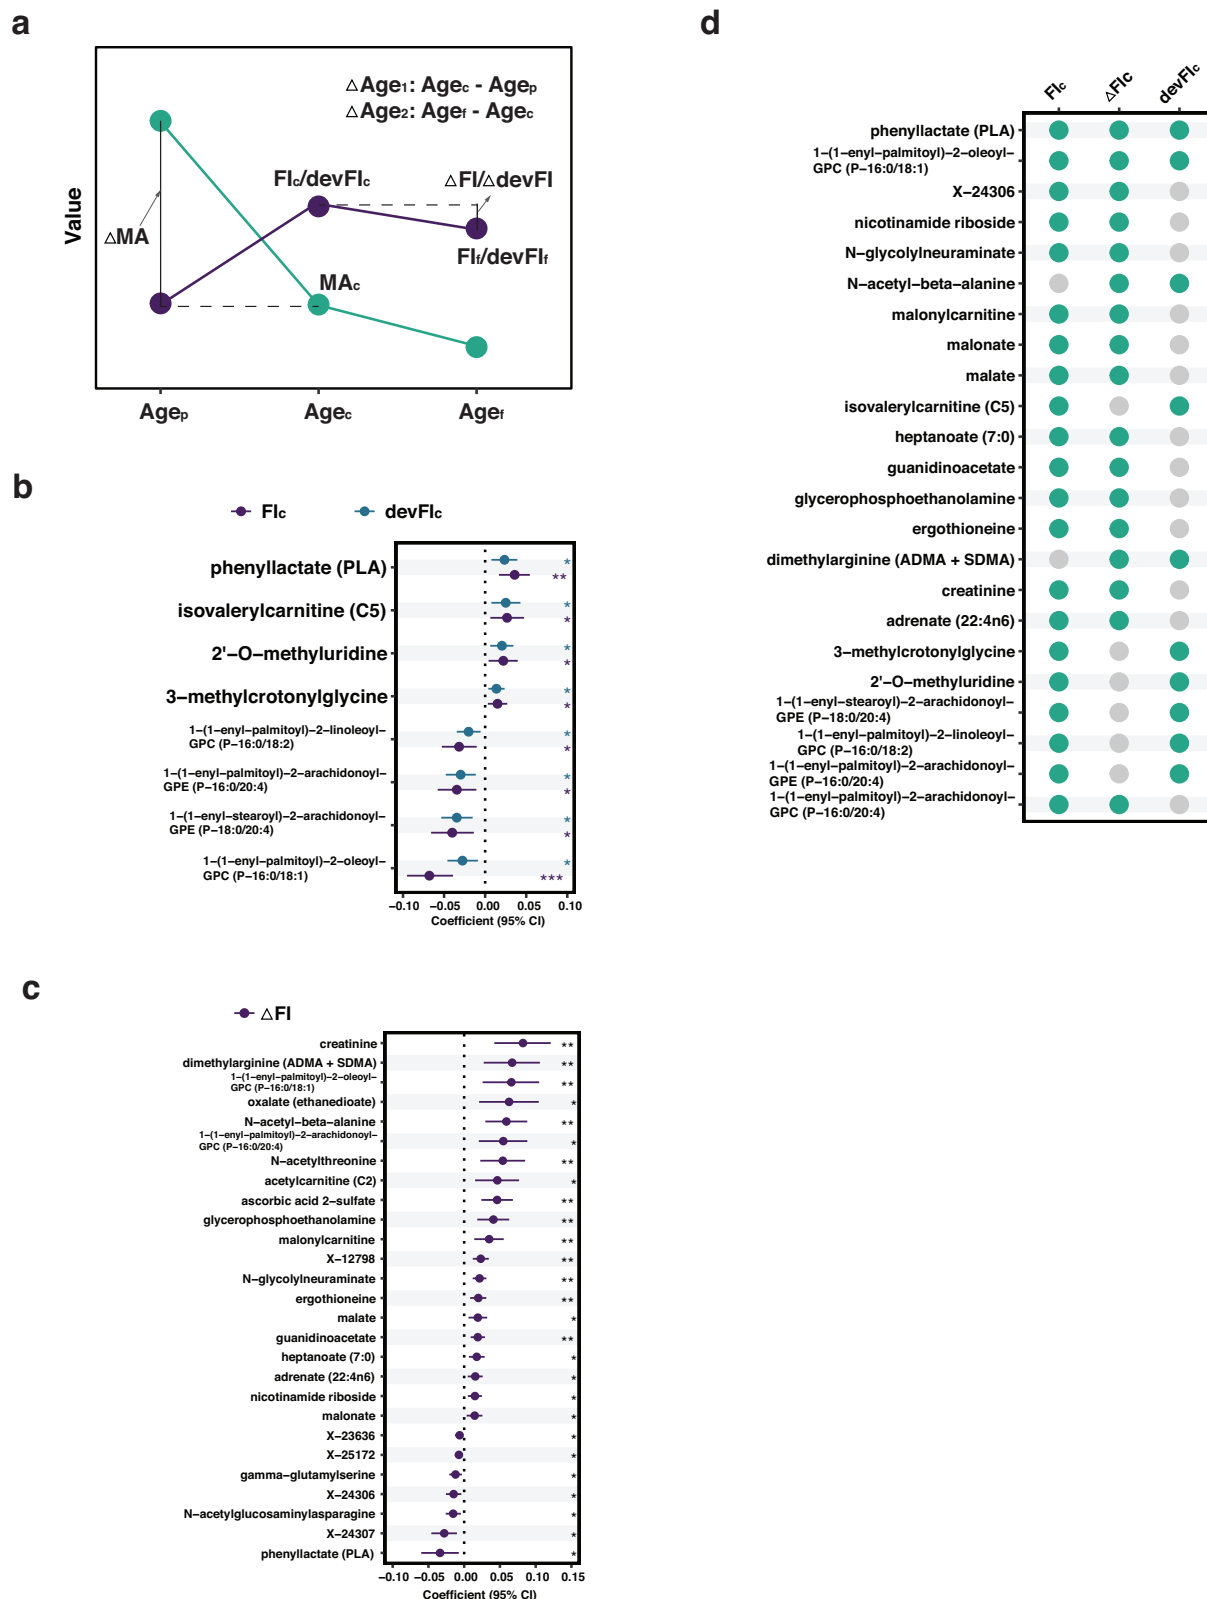 a
△Age₁: Agec - Agep
△Age₂: Agef - Agec
Value
△MA
FIc/devFIc
△FI/△devFI
FIf/devFIf
MAc
Agep
Agec
Agef
b
FIc
devFIc
phenyllactate (PLA)
*
**
isovalerylcarnitine (C5)
*
*
2'−O−methyluridine
*
*
3−methylcrotonylglycine
*
*
1−(1−enyl−palmitoyl)−2−linoleoyl−
GPC (P−16:0/18:2)
*
*
1−(1−enyl−palmitoyl)−2−arachidonoyl−
GPE (P−16:0/20:4)
*
*
1−(1−enyl−stearoyl)−2−arachidonoyl−
GPE (P−18:0/20:4)
*
*
1−(1−enyl−palmitoyl)−2−oleoyl−
GPC (P−16:0/18:1)
*
***
−0.10 −0.05 0.00 0.05 0.10
Coefficient (95% CI)
c
△FI
creatinine **
dimethylarginine (ADMA + SDMA) **
1−(1−enyl−palmitoyl)−2−oleoyl−
GPC (P−16:0/18:1) **
oxalate (ethanedioate) *
N−acetyl−beta−alanine **
1−(1−enyl−palmitoyl)−2−arachidonoyl−
GPC (P−16:0/20:4) *
N−acetylthreonine **
acetylcarnitine (C2) *
ascorbic acid 2−sulfate **
glycerophosphoethanolamine **
malonylcarnitine **
X−12798 **
N−glycolylneuraminate **
ergothioneine **
malate *
guanidinoacetate **
heptanoate (7:0) *
adrenate (22:4n6) *
nicotinamide riboside *
malonate *
X−23636 *
X−25172 *
gamma−glutamylserine *
X−24306 *
N−acetylglucosaminylasparagine *
X−24307 *
phenyllactate (PLA) *
−0.10 −0.05 0.00 0.05 0.10 0.15
Coefficient (95% CI)
d
FIc
△FIc
devFIc
phenyllactate (PLA)
1−(1−enyl−palmitoyl)−2−oleoyl−
GPC (P−16:0/18:1)
X−24306
nicotinamide riboside
N−glycolylneuraminate
N−acetyl−beta−alanine
malonylcarnitine
malonate
malate
isovalerylcarnitine (C5)
heptanoate (7:0)
guanidinoacetate
glycerophosphoethanolamine
ergothioneine
dimethylarginine (ADMA + SDMA)
creatinine
adrenate (22:4n6)
3−methylcrotonylglycine
2'−O−methyluridine
1−(1−enyl−stearoyl)−2−arachidonoyl−
GPE (P−18:0/20:4)
1−(1−enyl−palmitoyl)−2−linoleoyl−
GPC (P−16:0/18:2)
1−(1−enyl−palmitoyl)−2−arachidonoyl−
GPE (P−16:0/20:4)
1−(1−enyl−palmitoyl)−2−arachidonoyl−
GPC (P−16:0/20:4)